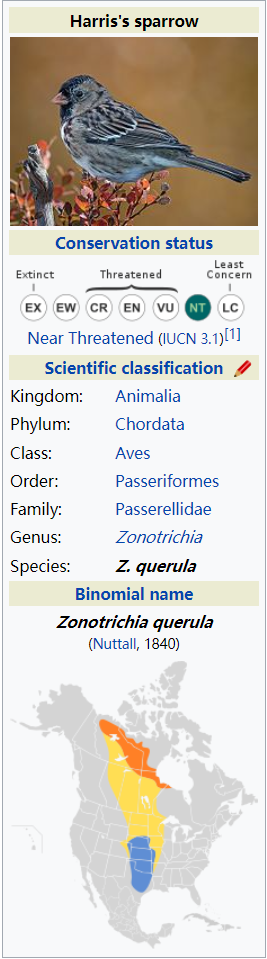 Harris's sparrow
Conservation status
Extinct Threatened Least Concern
EX EW CR EN VU NT LC
Near Threatened (IUCN 3.1)[1]
Scientific classification
Kingdom: Animalia
Phylum: Chordata
Class: Aves
Order: Passeriformes
Family: Passerellidae
Genus: Zonotrichia
Species: Z. querula
Binomial name
Zonotrichia querula
(Nuttall, 1840)